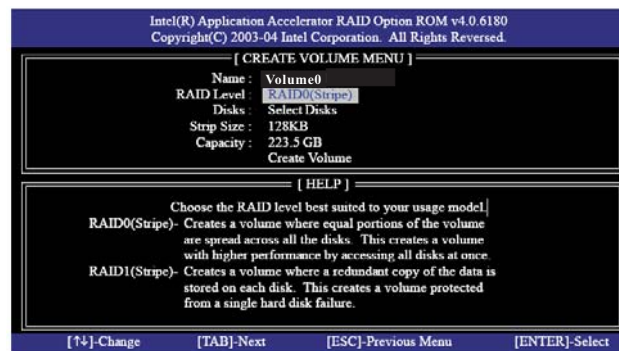 Intel(R) Application Accelerator RAID Option ROM v4.0.6180
Copyright(C) 2003-04 Intel Corporation. All Rights Reversed.
[ CREATE VOLUME MENU ]
Name : Volume0
RAID Level : RAID0(Stripe)
Disks : Select Disks
Strip Size : 128KB
Capacity : 223.5 GB
Create Volume
[ HELP ]
Choose the RAID level best suited to your usage model.
RAID0(Stripe)- Creates a volume where equal portions of the volume
are spread across all the disks. This creates a volume
with higher performance by accessing all disks at once.
RAID1(Stripe)- Creates a volume where a redundant copy of the data is
stored on each disk. This creates a volume protected
from a single hard disk failure.
[↑↓]-Change [TAB]-Next [ESC]-Previous Menu [ENTER]-Select